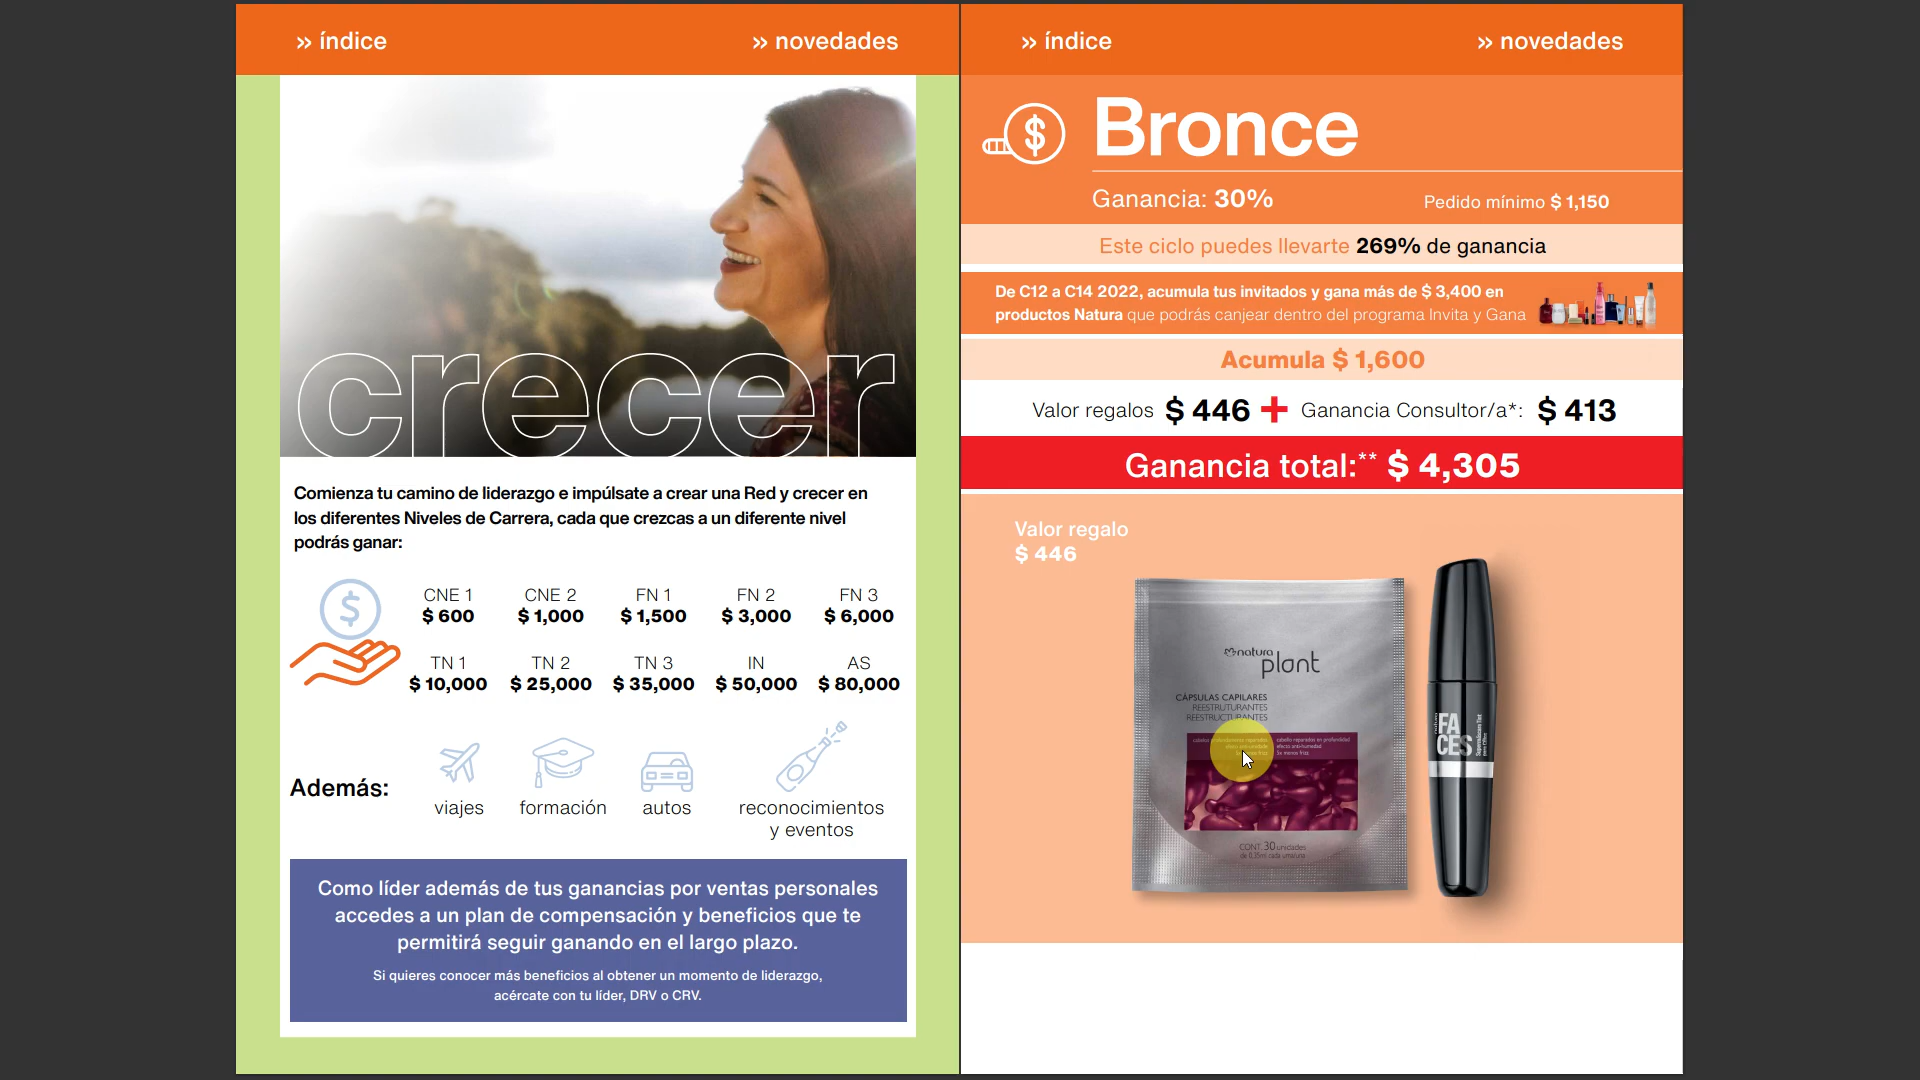 » índice
» novedades
crecer
Comienza tu camino de liderazgo e impúlsate a crear una Red y crecer en
los diferentes Niveles de Carrera, cada que crezcas a un diferente nivel
podrás ganar:
CNE 1 CNE 2 FN 1 FN 2 FN 3
$ 600 $ 1,000 $ 1,500 $ 3,000 $ 6,000
TN 1 TN 2 TN 3 IN AS
$ 10,000 $ 25,000 $ 35,000 $ 50,000 $ 80,000
Además:
viajes formación autos reconocimientos
y eventos
Como líder además de tus ganancias por ventas personales
accedes a un plan de compensación y beneficios que te
permitirá seguir ganando en el largo plazo.
Si quieres conocer más beneficios al obtener un momento de liderazgo,
acércate con tu líder, DRV o CRV.
» índice
» novedades
$ Bronce
Ganancia: 30% Pedido mínimo $ 1,150
Este ciclo puedes llevarte 269% de ganancia
De C12 a C14 2022, acumula tus invitados y gana más de $ 3,400 en
productos Natura que podrás canjear dentro del programa Invita y Gana
Acumula $ 1,600
Valor regalos $ 446 + Ganancia Consultor/a*: $ 413
Ganancia total:** $ 4,305
Valor regalo
$ 446
natura
plant
CÁPSULAS CAPILARES
REESTRUTURANTES
REESTRUCTURANTES
CONT. 30 unidades
natura
FA
CES